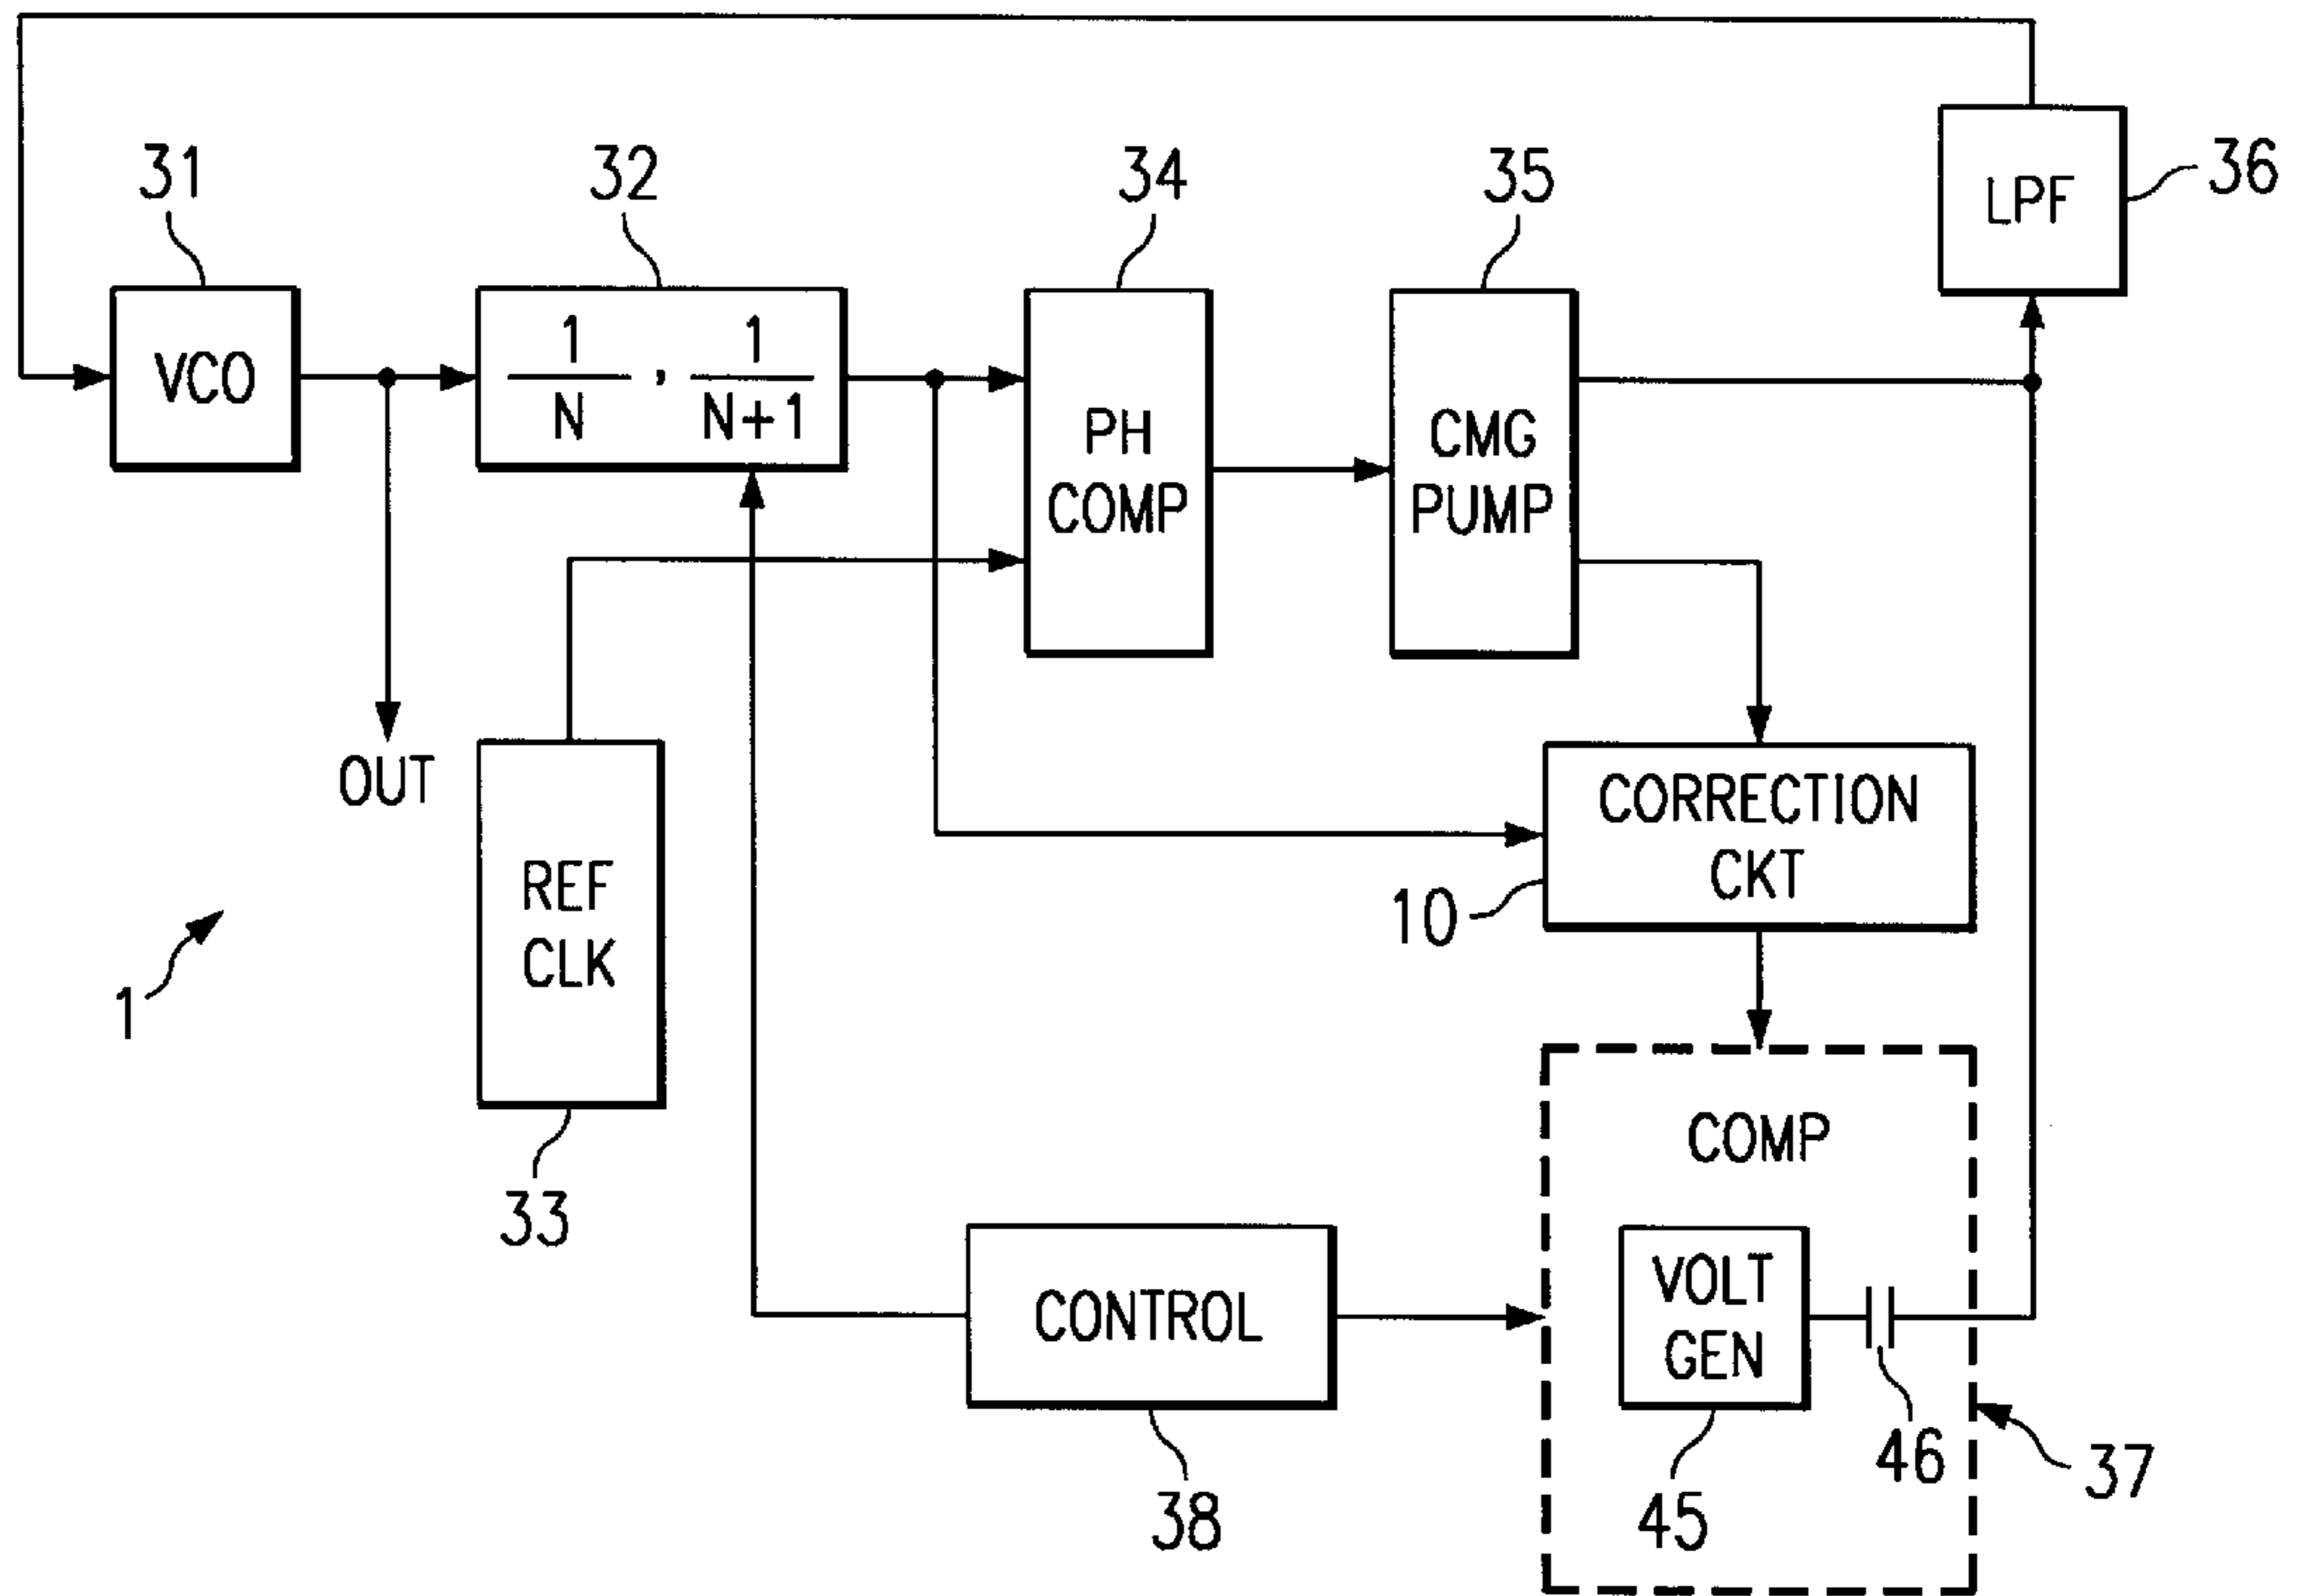 31
32
34
35
36
LPF
VCO
1
N
,
1
N+1
PH
COMP
CMG
PUMP
OUT
REF
CLK
CORRECTION
CKT
10
1
33
COMP
CONTROL
VOLT
GEN
38
45
46
37